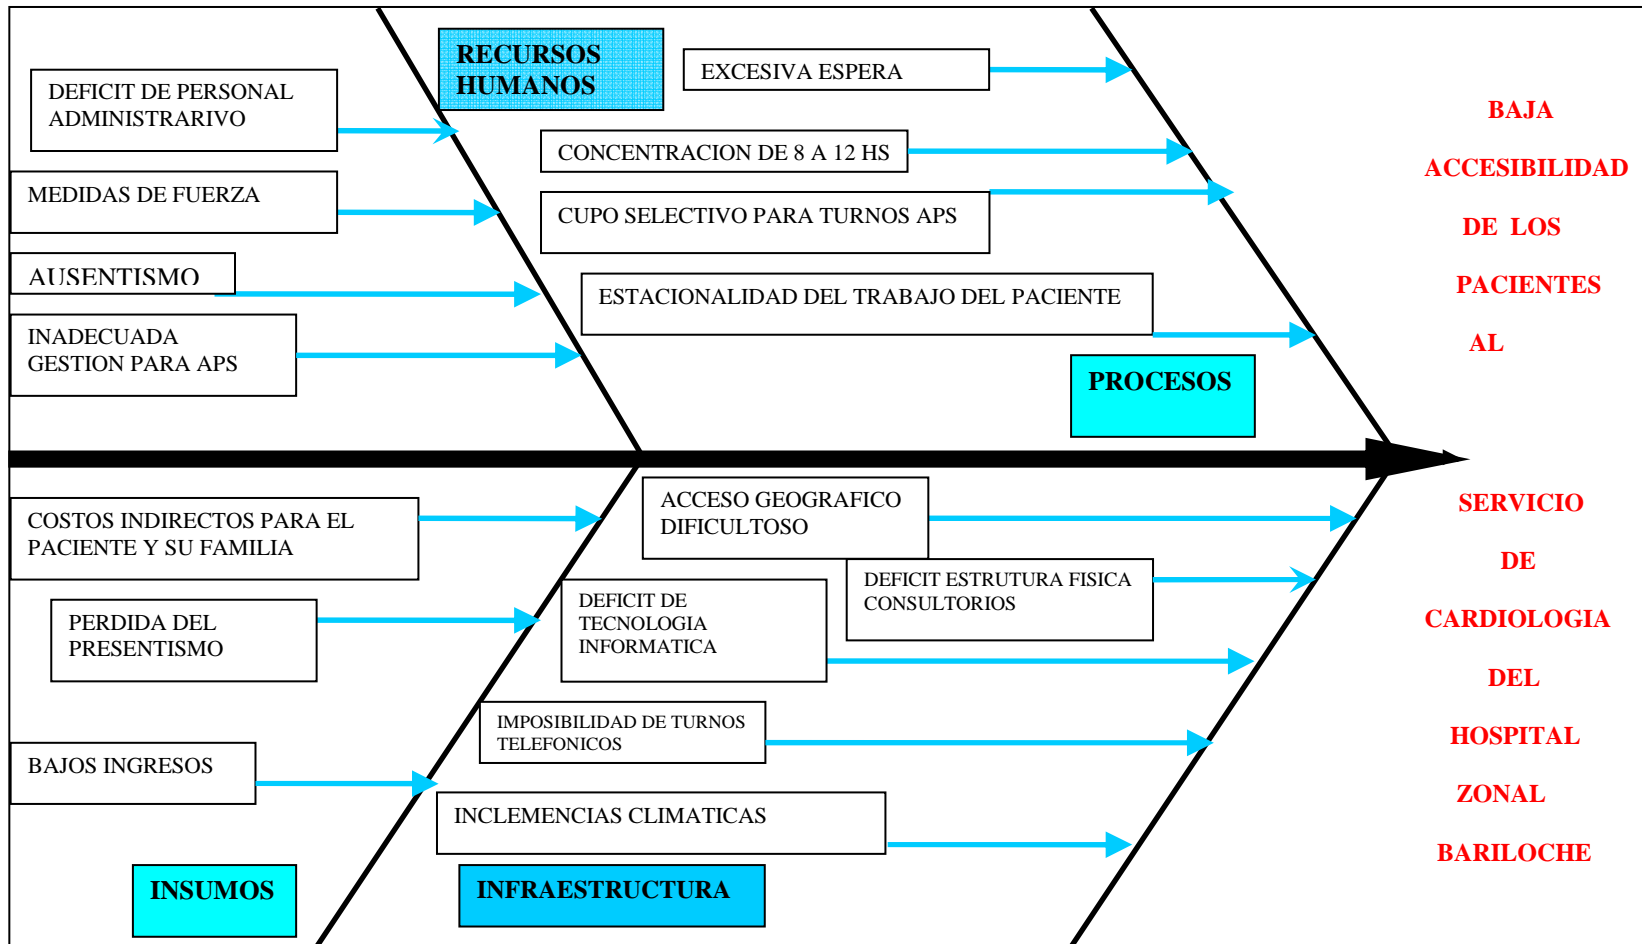 RECURSOS
HUMANOS
DEFICIT DE PERSONAL
ADMINISTRARIVO
MEDIDAS DE FUERZA
AUSENTISMO
INADECUADA
GESTION PARA APS
EXCESIVA ESPERA
CONCENTRACION DE 8 A 12 HS
CUPO SELECTIVO PARA TURNOS APS
ESTACIONALIDAD DEL TRABAJO DEL PACIENTE
PROCESOS
COSTOS INDIRECTOS PARA EL
PACIENTE Y SU FAMILIA
PERDIDA DEL
PRESENTISMO
BAJOS INGRESOS
INSUMOS
ACCESO GEOGRAFICO
DIFICULTOSO
DEFICIT ESTRUTURA FISICA
CONSULTORIOS
DEFICIT DE
TECNOLOGIA
INFORMATICA
IMPOSIBILIDAD DE TURNOS
TELEFONICOS
INCLEMENCIAS CLIMATICAS
INFRAESTRUCTURA
BAJA
ACCESIBILIDAD
DE LOS
PACIENTES
AL
SERVICIO
DE
CARDIOLOGIA
DEL
HOSPITAL
ZONAL
BARILOCHE